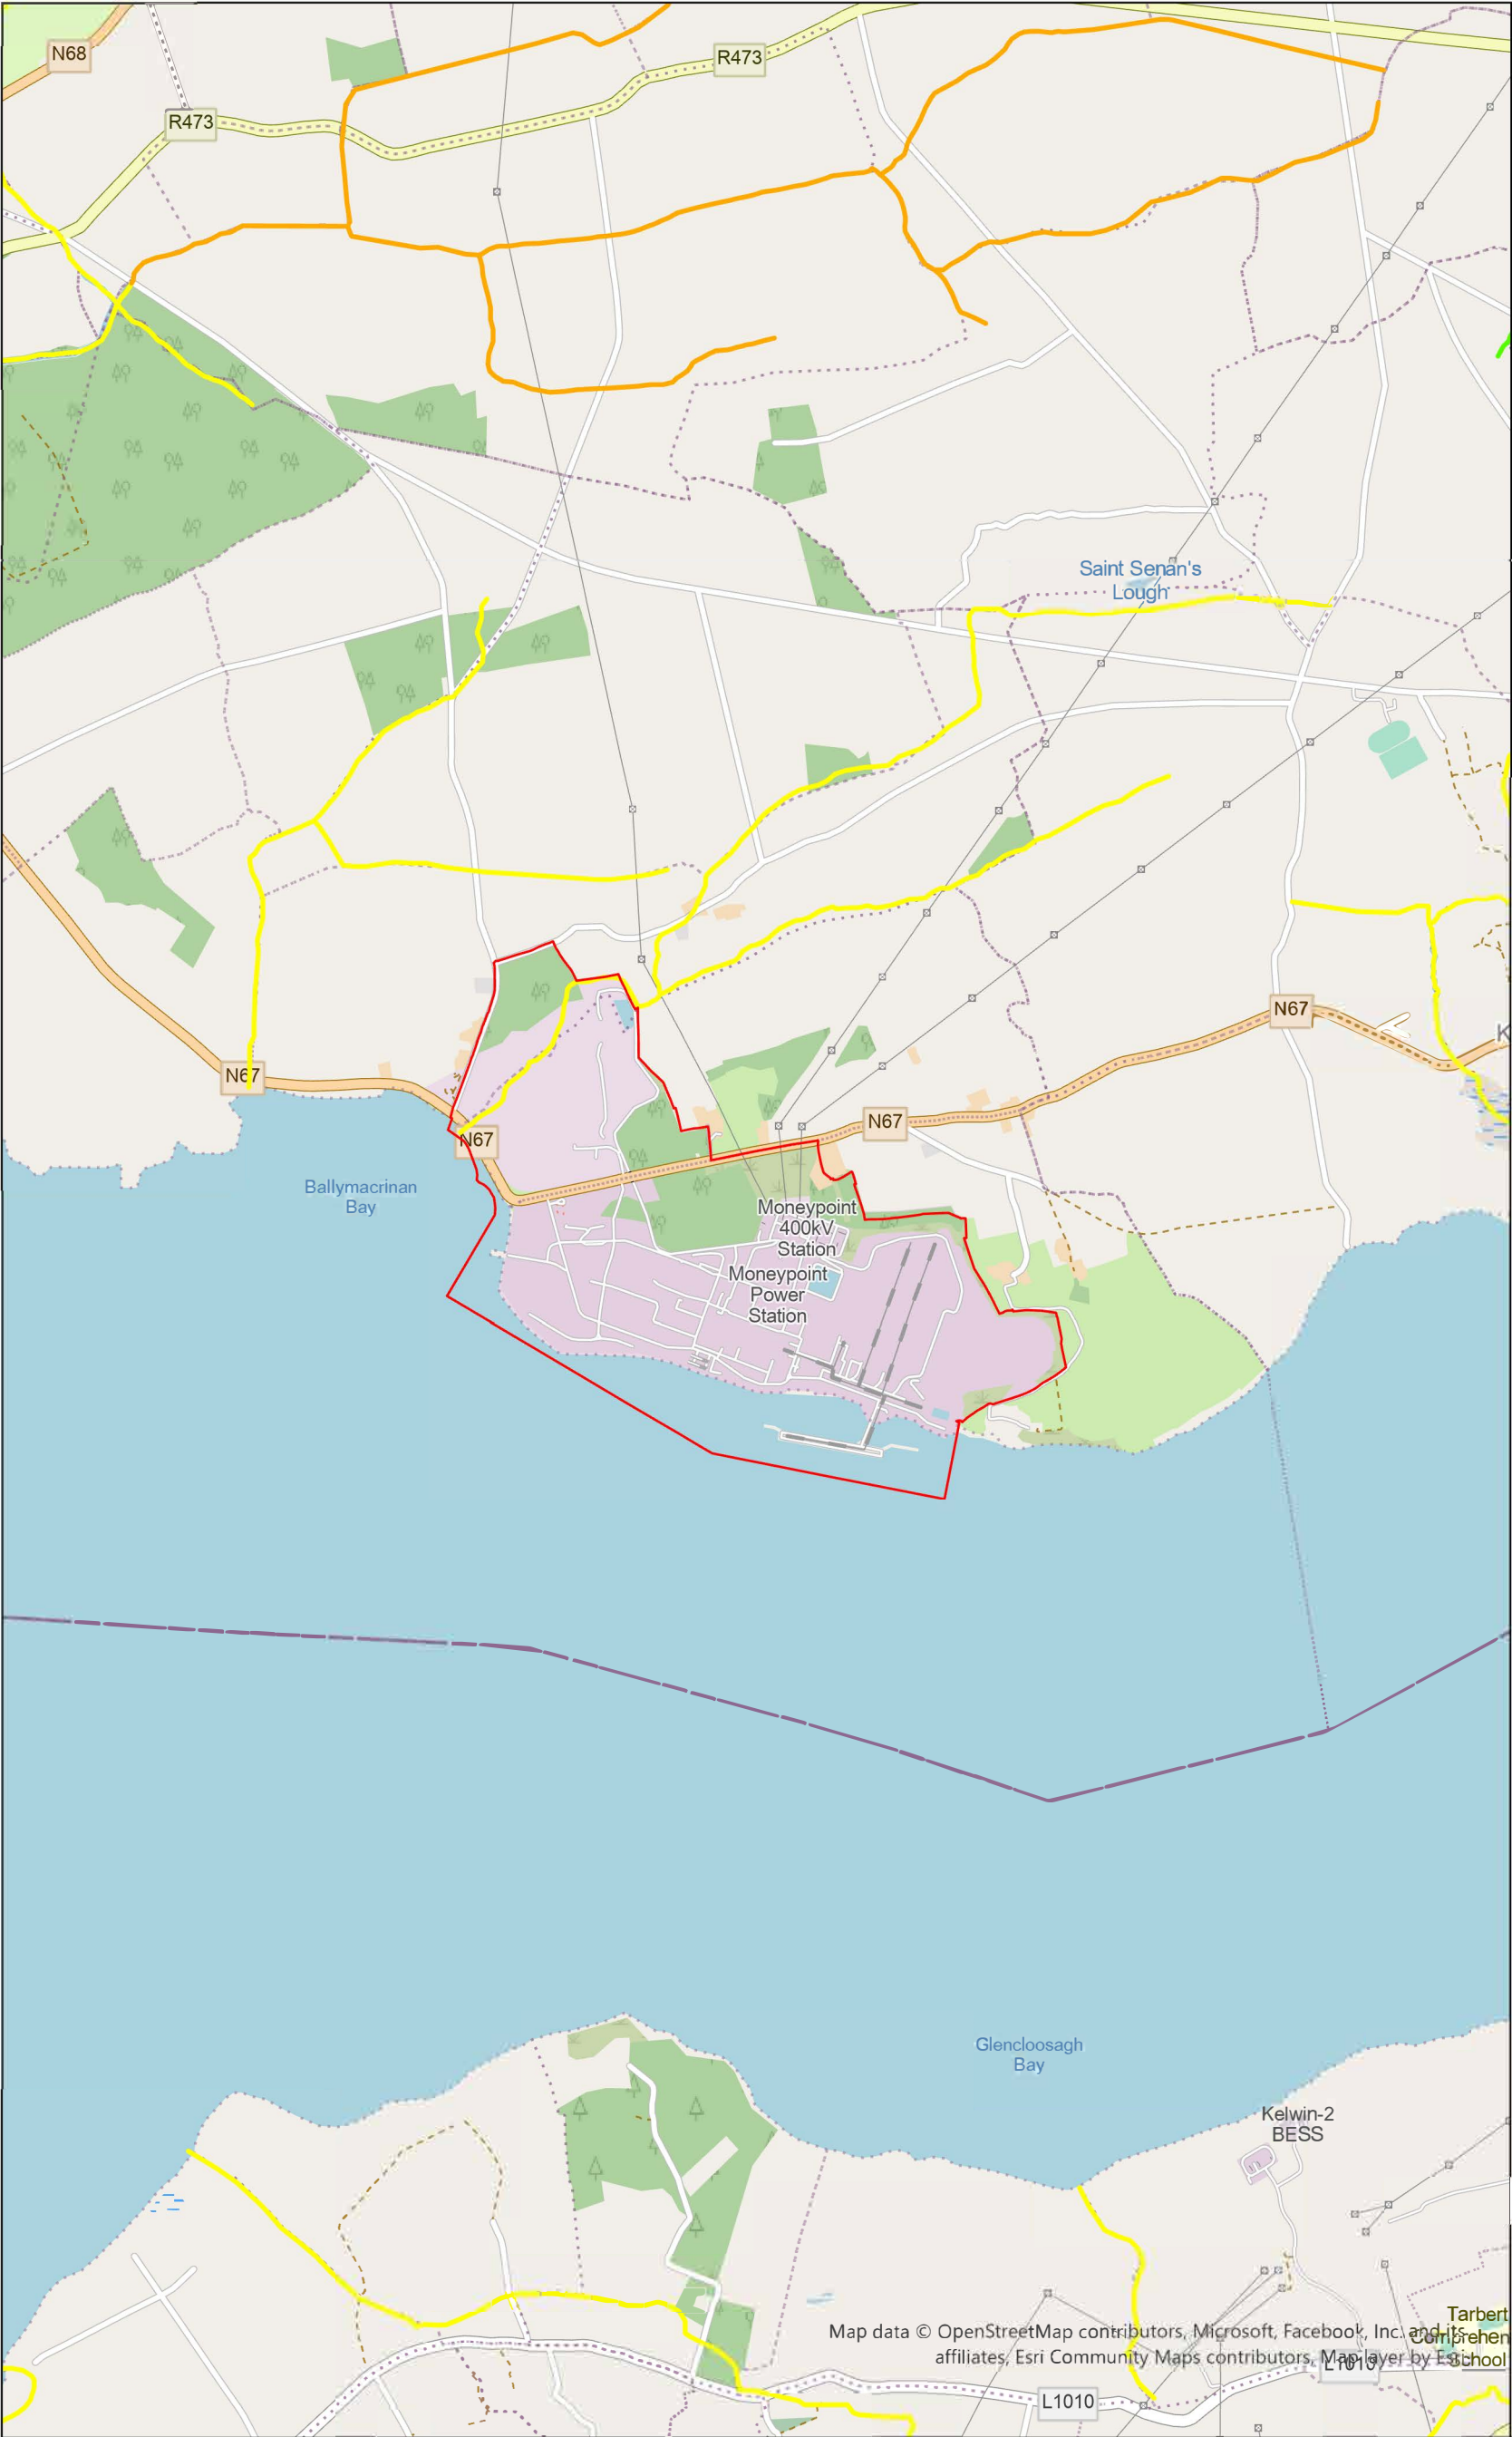 N68
R473
R473
Saint Senan's
Lough
N67
N67
K
N67
N67
Ballymacrinan
Bay
Moneypoint
400kV
Station
Moneypoint
Power
Station
Glencloosagh
Bay
Kelwin-2
BESS
Tarbert
Comprehen
School
Map data © OpenStreetMap contributors, Microsoft, Facebook, Inc. and its
affiliates, Esri Community Maps contributors, Map layer by Esri
L1010
L1010